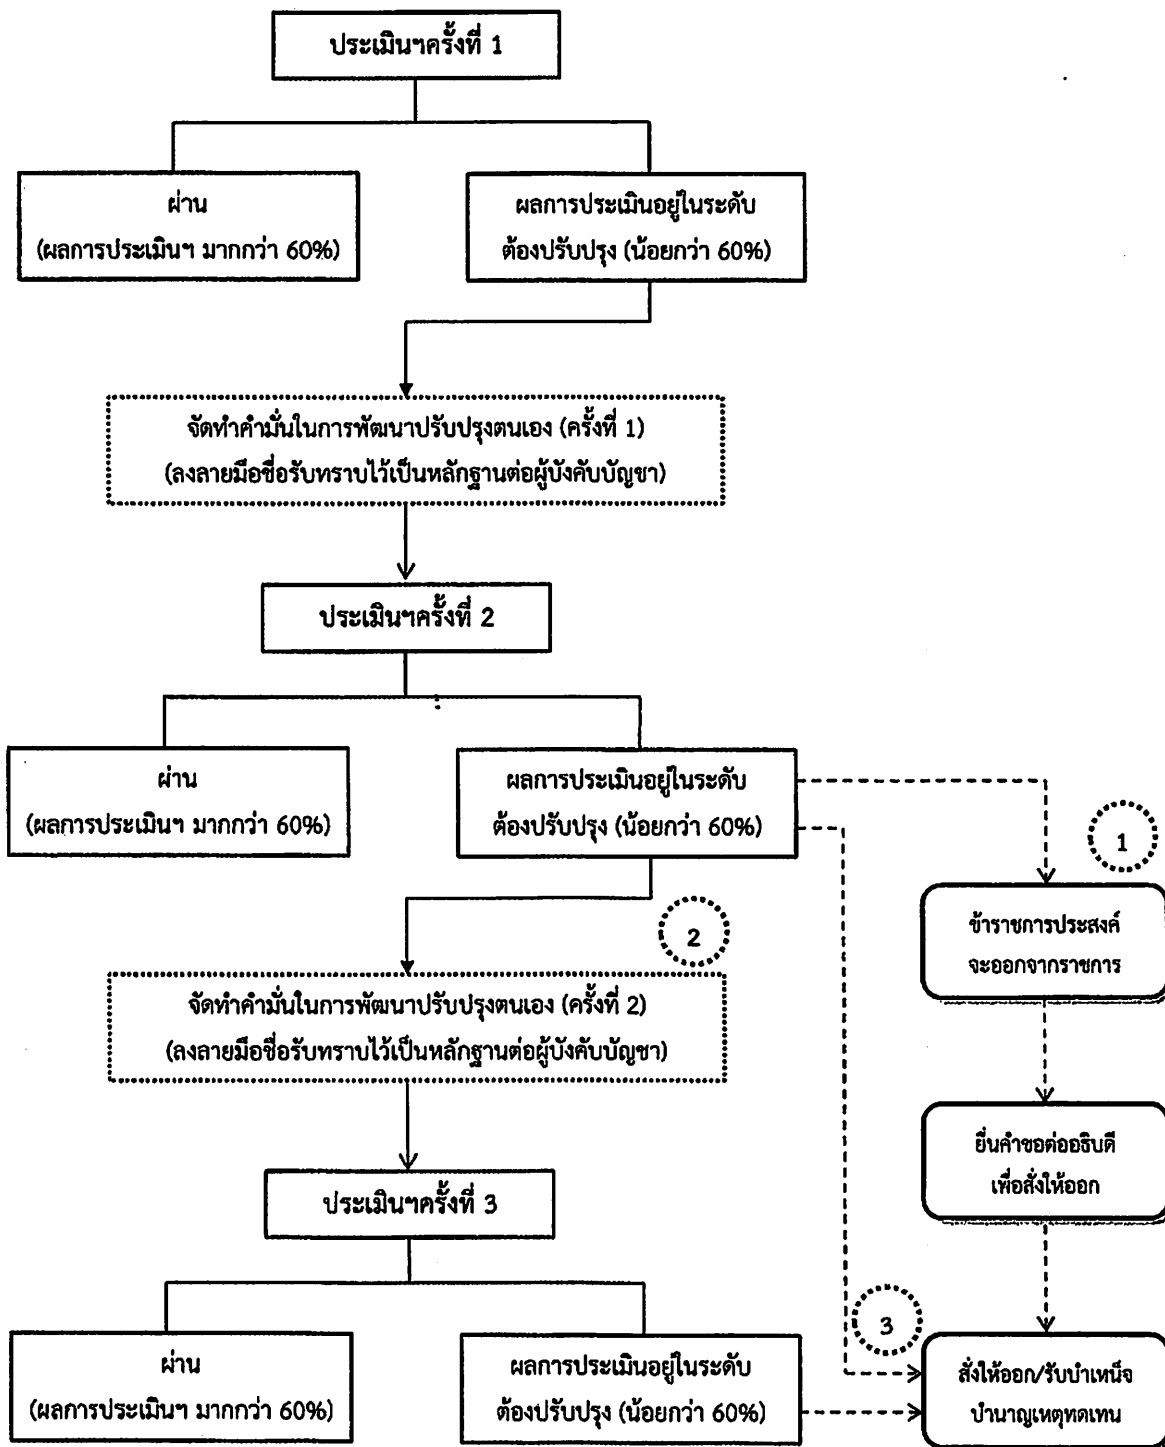 ประเมินฯครั้งที่ 1
ผ่าน
(ผลการประเมินฯ มากกว่า 60%)
ผลการประเมินอยู่ในระดับ
ต้องปรับปรุง (น้อยกว่า 60%)
จัดทำคำมั่นในการพัฒนาปรับปรุงตนเอง (ครั้งที่ 1)
(ลงลายมือชื่อรับทราบไว้เป็นหลักฐานต่อผู้บังคับบัญชา)
ประเมินฯครั้งที่ 2
ผ่าน
(ผลการประเมินฯ มากกว่า 60%)
ผลการประเมินอยู่ในระดับ
ต้องปรับปรุง (น้อยกว่า 60%)
1
ข้าราชการประสงค์
จะออกจากราชการ
2
จัดทำคำมั่นในการพัฒนาปรับปรุงตนเอง (ครั้งที่ 2)
(ลงลายมือชื่อรับทราบไว้เป็นหลักฐานต่อผู้บังคับบัญชา)
ยื่นคำขอต่ออธิบดี
เพื่อสั่งให้ออก
ประเมินฯครั้งที่ 3
3
ผ่าน
(ผลการประเมินฯ มากกว่า 60%)
ผลการประเมินอยู่ในระดับ
ต้องปรับปรุง (น้อยกว่า 60%)
สั่งให้ออก/รับบำเหน็จ
บำนาญเหตุทดเทน